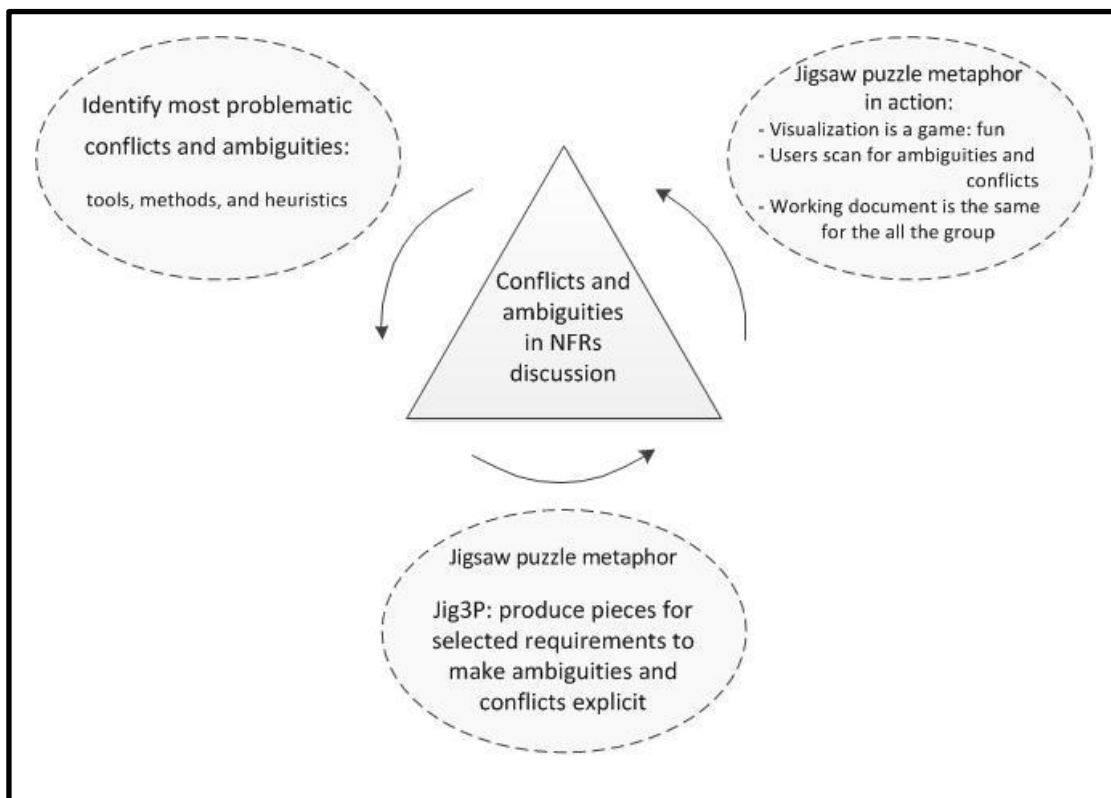 Identify most problematic
conflicts and ambiguities:
tools, methods, and heuristics
Jigsaw puzzle metaphor
in action:
- Visualization is a game: fun
- Users scan for ambiguities and
conflicts
- Working document is the same
for the all the group
Conflicts and
ambiguities
in NFRs
discussion
Jigsaw puzzle metaphor
Jig3P: produce pieces for
selected requirements to
make ambiguities and
conflicts explicit